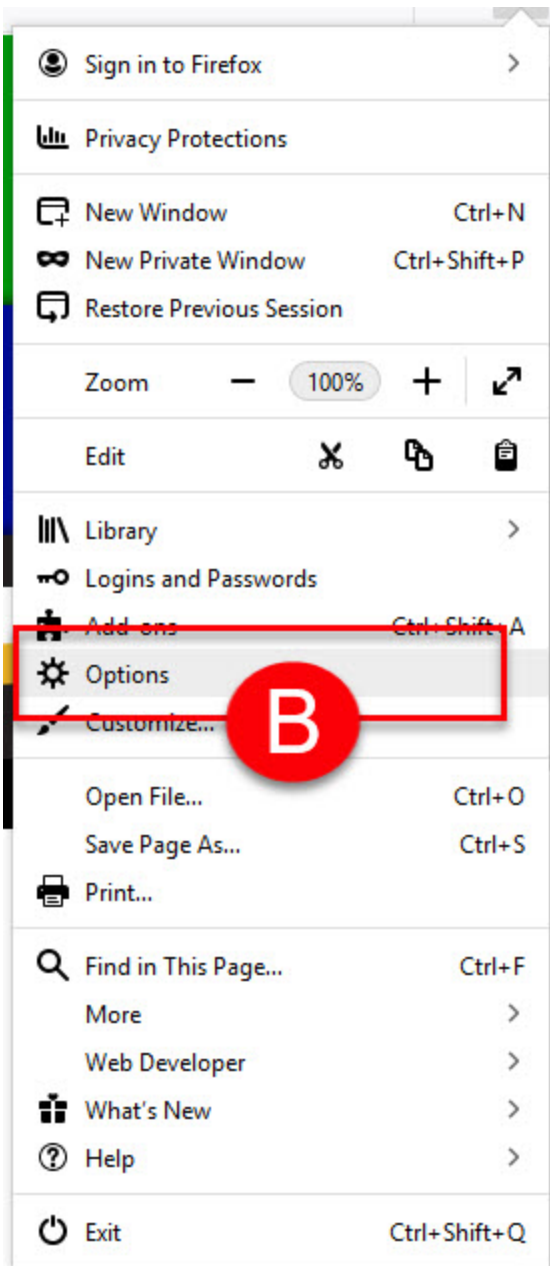 Sign in to Firefox
Privacy Protections
New Window Ctrl+N
New Private Window Ctrl+Shift+P
Restore Previous Session
Zoom 100%
Edit
Library
Logins and Passwords
Add-ons Ctrl+Shift+A
Options
B
Customize...
Open File... Ctrl+O
Save Page As... Ctrl+S
Print...
Find in This Page... Ctrl+F
More
Web Developer
What's New
Help
Exit Ctrl+Shift+Q